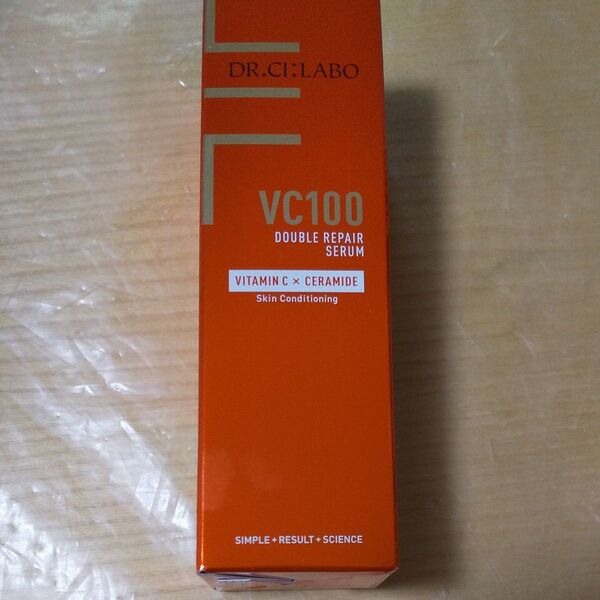 DR.CI:LABO
VC100
DOUBLE REPAIR
SERUM
VITAMIN C × CERAMIDE
Skin Conditioning
SIMPLE + RESULT + SCIENCE